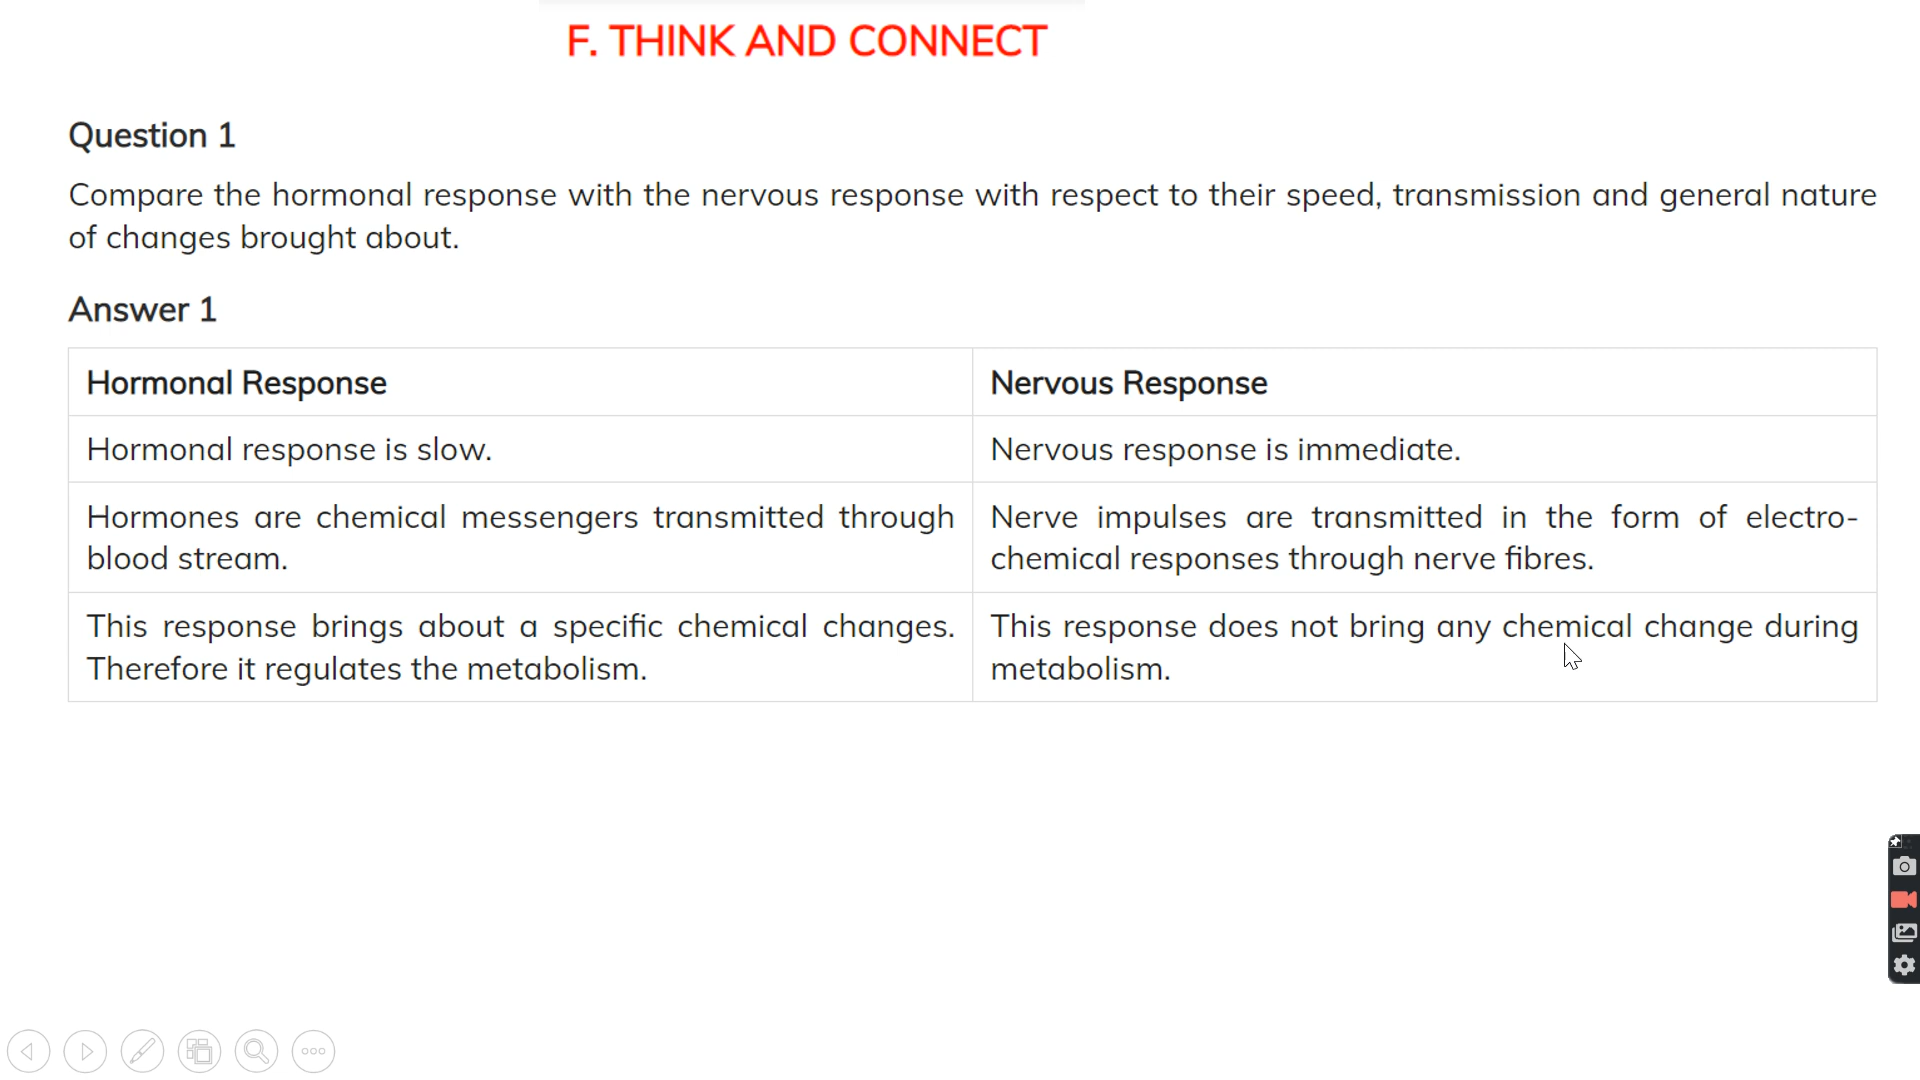 F. THINK AND CONNECT
Question 1
Compare the hormonal response with the nervous response with respect to their speed, transmission and general nature
of changes brought about.
Answer 1
Hormonal Response
Nervous Response
Hormonal response is slow.
Nervous response is immediate.
Hormones are chemical messengers transmitted through
blood stream.
Nerve impulses are transmitted in the form of electro-
chemical responses through nerve fibres.
This response brings about a specific chemical changes.
Therefore it regulates the metabolism.
This response does not bring any chemical change during
metabolism.